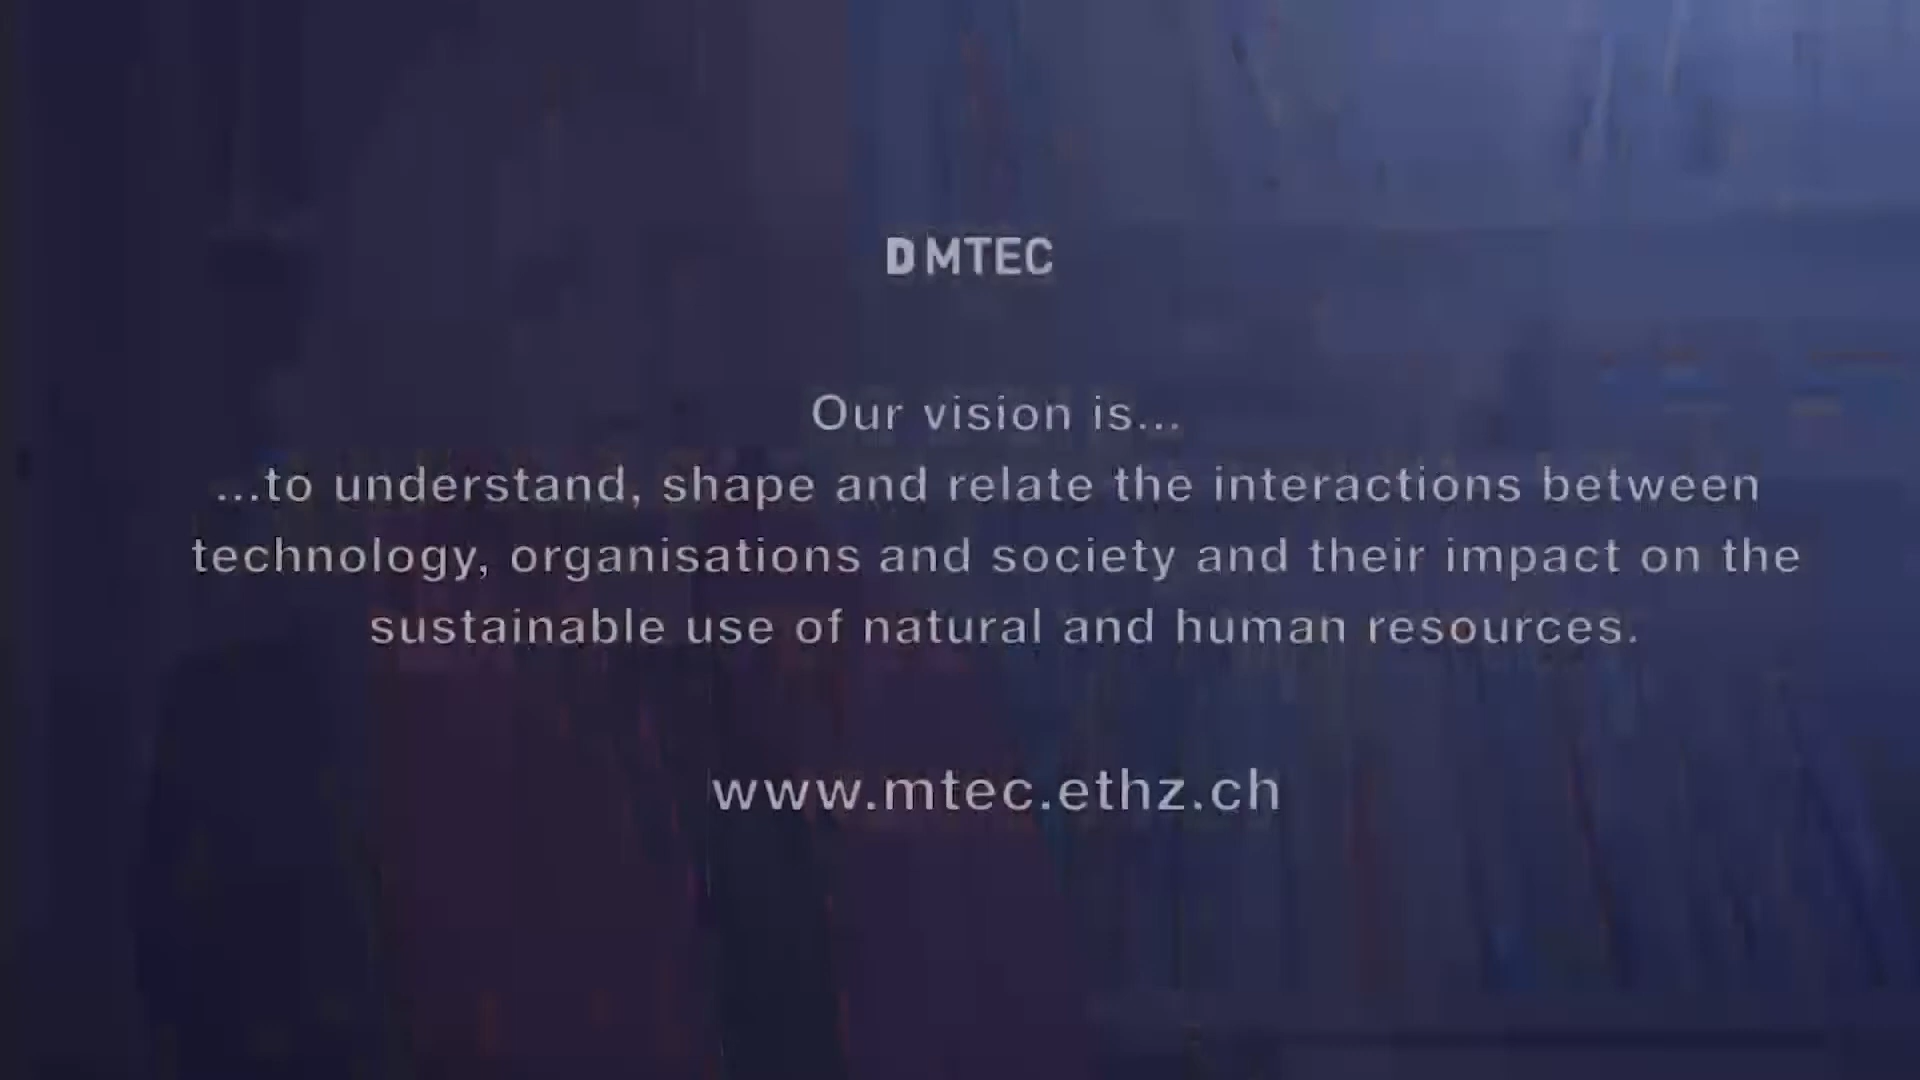 D MTEC
Our vision is...
...to understand, shape and relate the interactions between
technology, organisations and society and their impact on the
sustainable use of natural and human resources.
www.mtec.ethz.ch